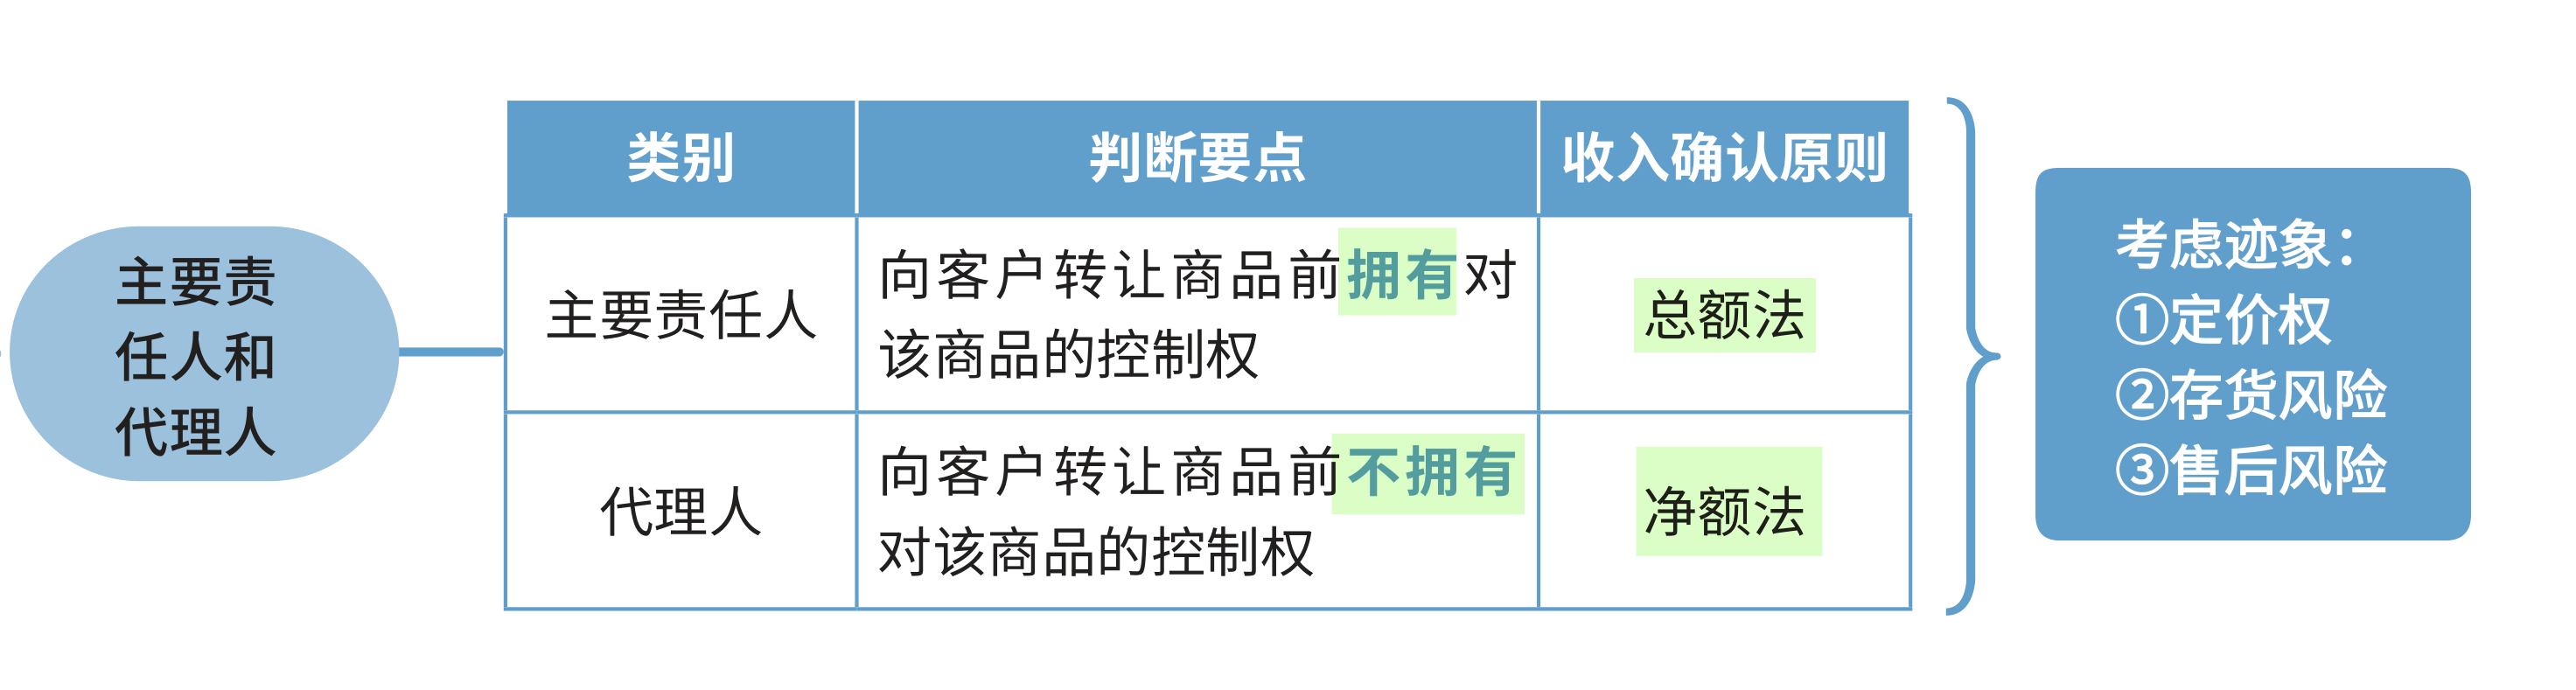 主要责
任人和
代理人
类别
判断要点
收入确认原则
主要责任人
向客户转让商品前拥有对
该商品的控制权
总额法
代理人
向客户转让商品前不拥有
对该商品的控制权
净额法
考虑迹象：
①定价权
②存货风险
③售后风险